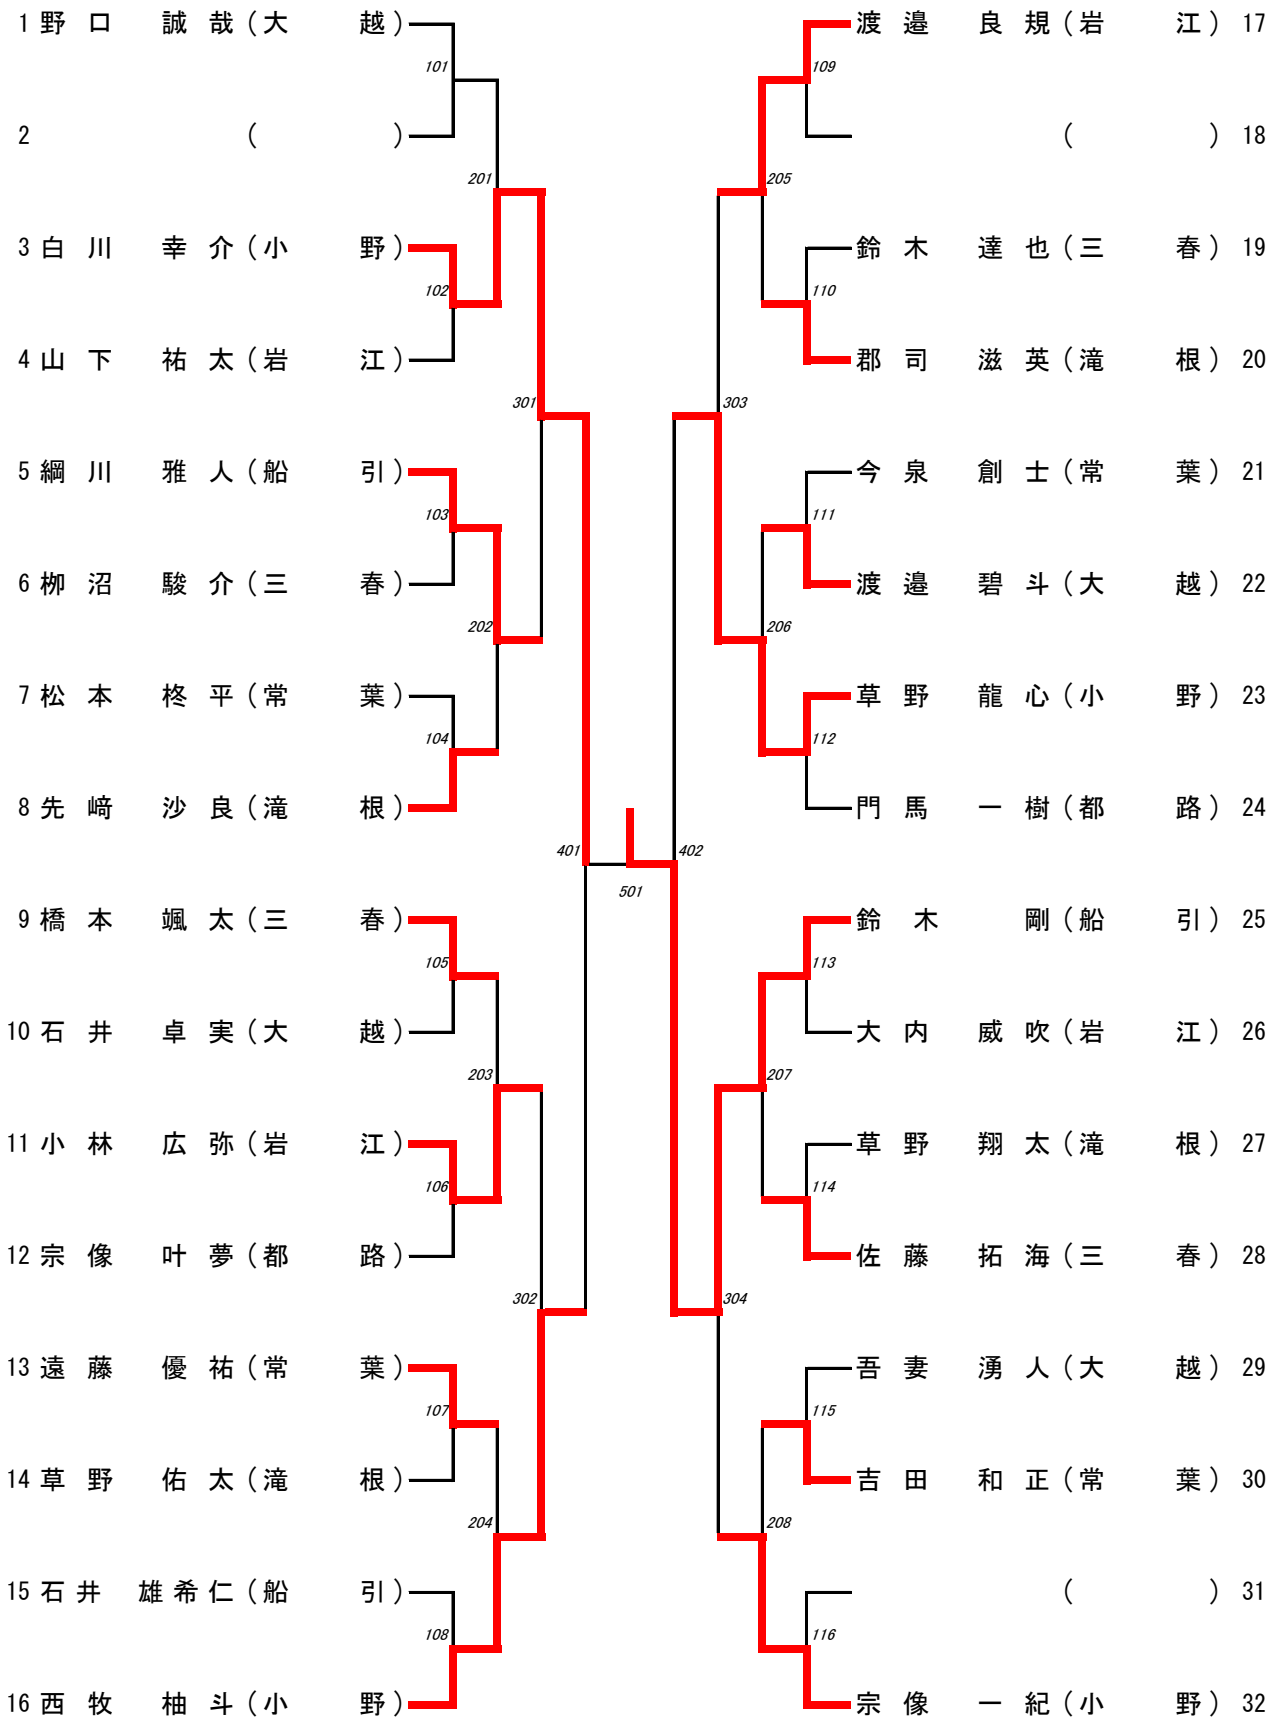 1 野口 誠哉(大越)
渡邉 良規(岩江) 17
101
109
2 ( )
( ) 18
201
205
3 白川 幸介(小野)
鈴木 達也(三春) 19
102
110
4 山下 祐太(岩江)
郡司 滋英(滝根) 20
301
303
5 綱川 雅人(船引)
今泉 創士(常葉) 21
103
111
6 栁沼 駿介(三春)
渡邉 碧斗(大越) 22
202
206
7 松本 柊平(常葉)
草野 龍心(小野) 23
104
112
8 先﨑 沙良(滝根)
門馬 一樹(都路) 24
401
402
501
9 橋本 颯太(三春)
鈴木 剛(船引) 25
105
113
10 石井 卓実(大越)
大内 威吹(岩江) 26
203
207
11 小林 広弥(岩江)
草野 翔太(滝根) 27
106
114
12 宗像 叶夢(都路)
佐藤 拓海(三春) 28
302
304
13 遠藤 優祐(常葉)
吾妻 湧人(大越) 29
107
115
14 草野 佑太(滝根)
吉田 和正(常葉) 30
204
208
15 石井 雄希仁(船引)
( ) 31
108
116
16 西牧 柚斗(小野)
宗像 一紀(小野) 32